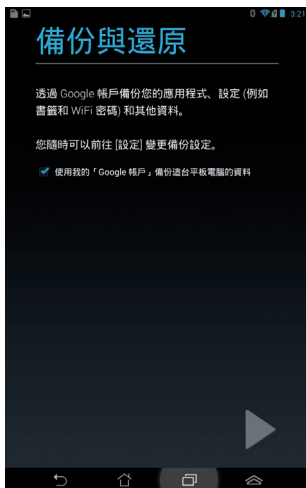 3:21
備份與還原
透過 Google 帳戶備份您的應用程式、設定 (例如
書籤和 WiFi 密碼) 和其他資料。
您隨時可以前往 [設定] 變更備份設定。
使用我的「Google 帳戶」備份這台平板電腦的資料